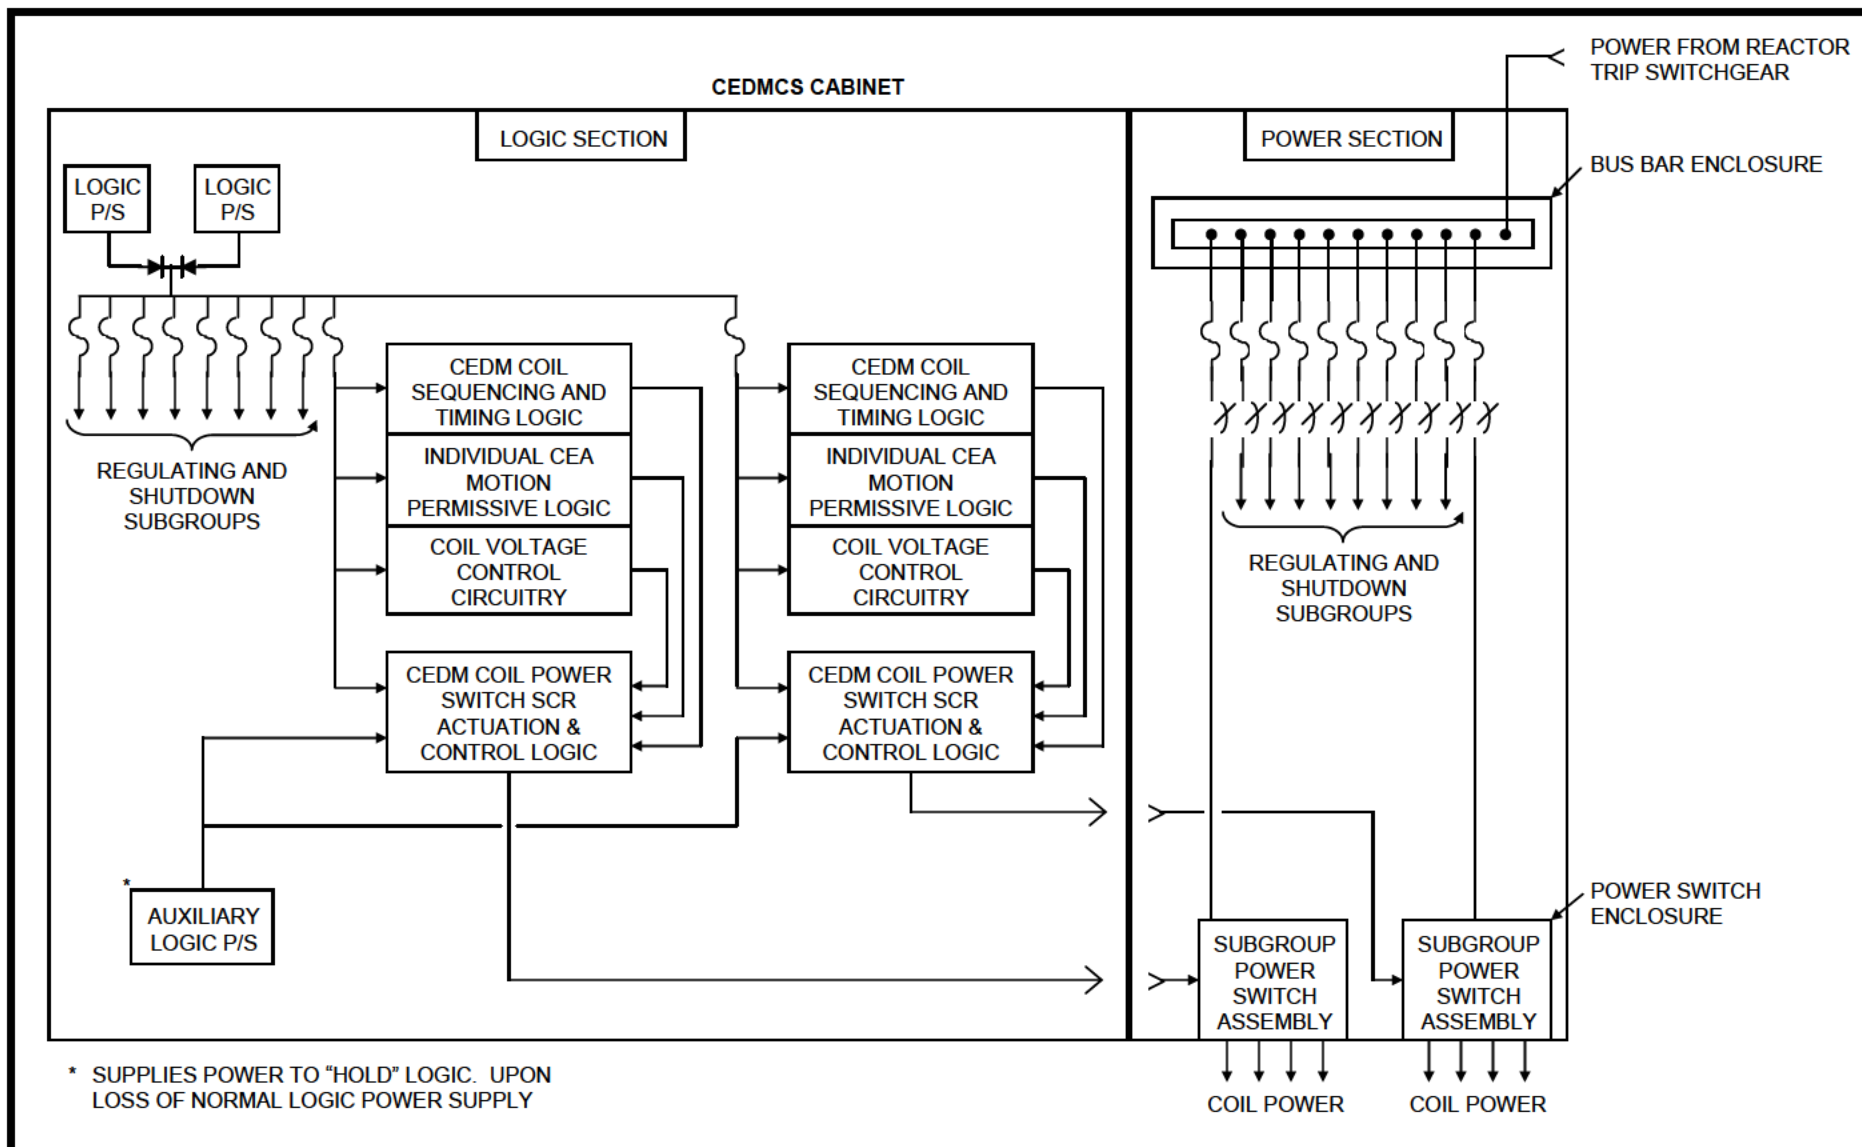 POWER FROM REACTOR
TRIP SWITCHGEAR
CEDMCS CABINET
LOGIC SECTION
POWER SECTION
BUS BAR ENCLOSURE
LOGIC
P/S
LOGIC
P/S
CEDM COIL
SEQUENCING AND
TIMING LOGIC
INDIVIDUAL CEA
MOTION
PERMISSIVE LOGIC
COIL VOLTAGE
CONTROL
CIRCUITRY
CEDM COIL
SEQUENCING AND
TIMING LOGIC
INDIVIDUAL CEA
MOTION
PERMISSIVE LOGIC
COIL VOLTAGE
CONTROL
CIRCUITRY
REGULATING AND
SHUTDOWN
SUBGROUPS
REGULATING AND
SHUTDOWN
SUBGROUPS
CEDM COIL POWER
SWITCH SCR
ACTUATION &
CONTROL LOGIC
CEDM COIL POWER
SWITCH SCR
ACTUATION &
CONTROL LOGIC
*
AUXILIARY
LOGIC P/S
POWER SWITCH
ENCLOSURE
SUBGROUP
POWER
SWITCH
ASSEMBLY
SUBGROUP
POWER
SWITCH
ASSEMBLY
* SUPPLIES POWER TO “HOLD” LOGIC. UPON
LOSS OF NORMAL LOGIC POWER SUPPLY
COIL POWER
COIL POWER